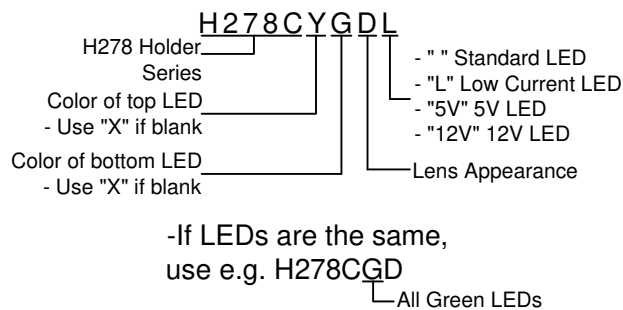 H278CYGDL
H278 Holder
Series
Color of top LED
- Use "X" if blank
Color of bottom LED
- Use "X" if blank
- " " Standard LED
- "L" Low Current LED
- "5V" 5V LED
- "12V" 12V LED
Lens Appearance
-If LEDs are the same,
use e.g. H278CGD
All Green LEDs